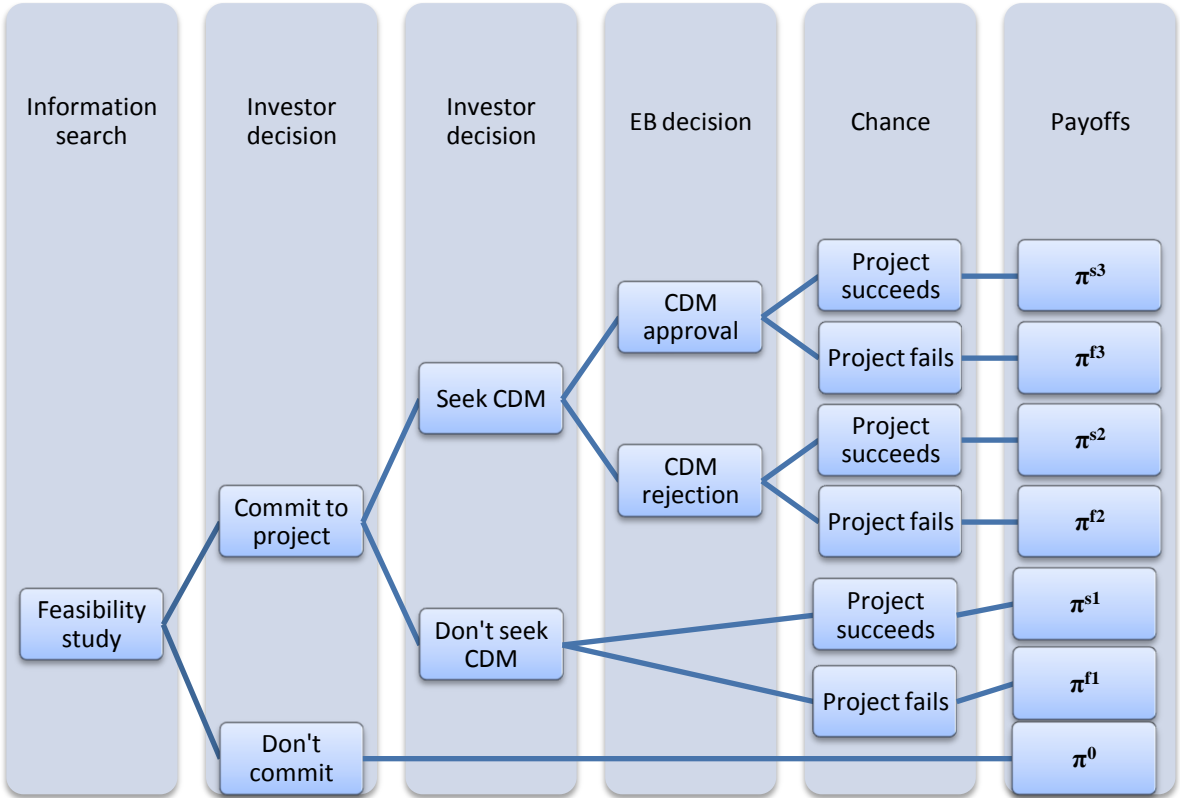 Information
search
Investor
decision
Investor
decision
EB decision
Chance
Payoffs
Project
succeeds
π^s3
CDM
approval
Project fails
π^f3
Seek CDM
Project
succeeds
π^s2
CDM
rejection
Project fails
π^f2
Commit to
project
Feasibility
study
Project
succeeds
π^s1
Don't seek
CDM
Project fails
π^f1
Don't
commit
π^0